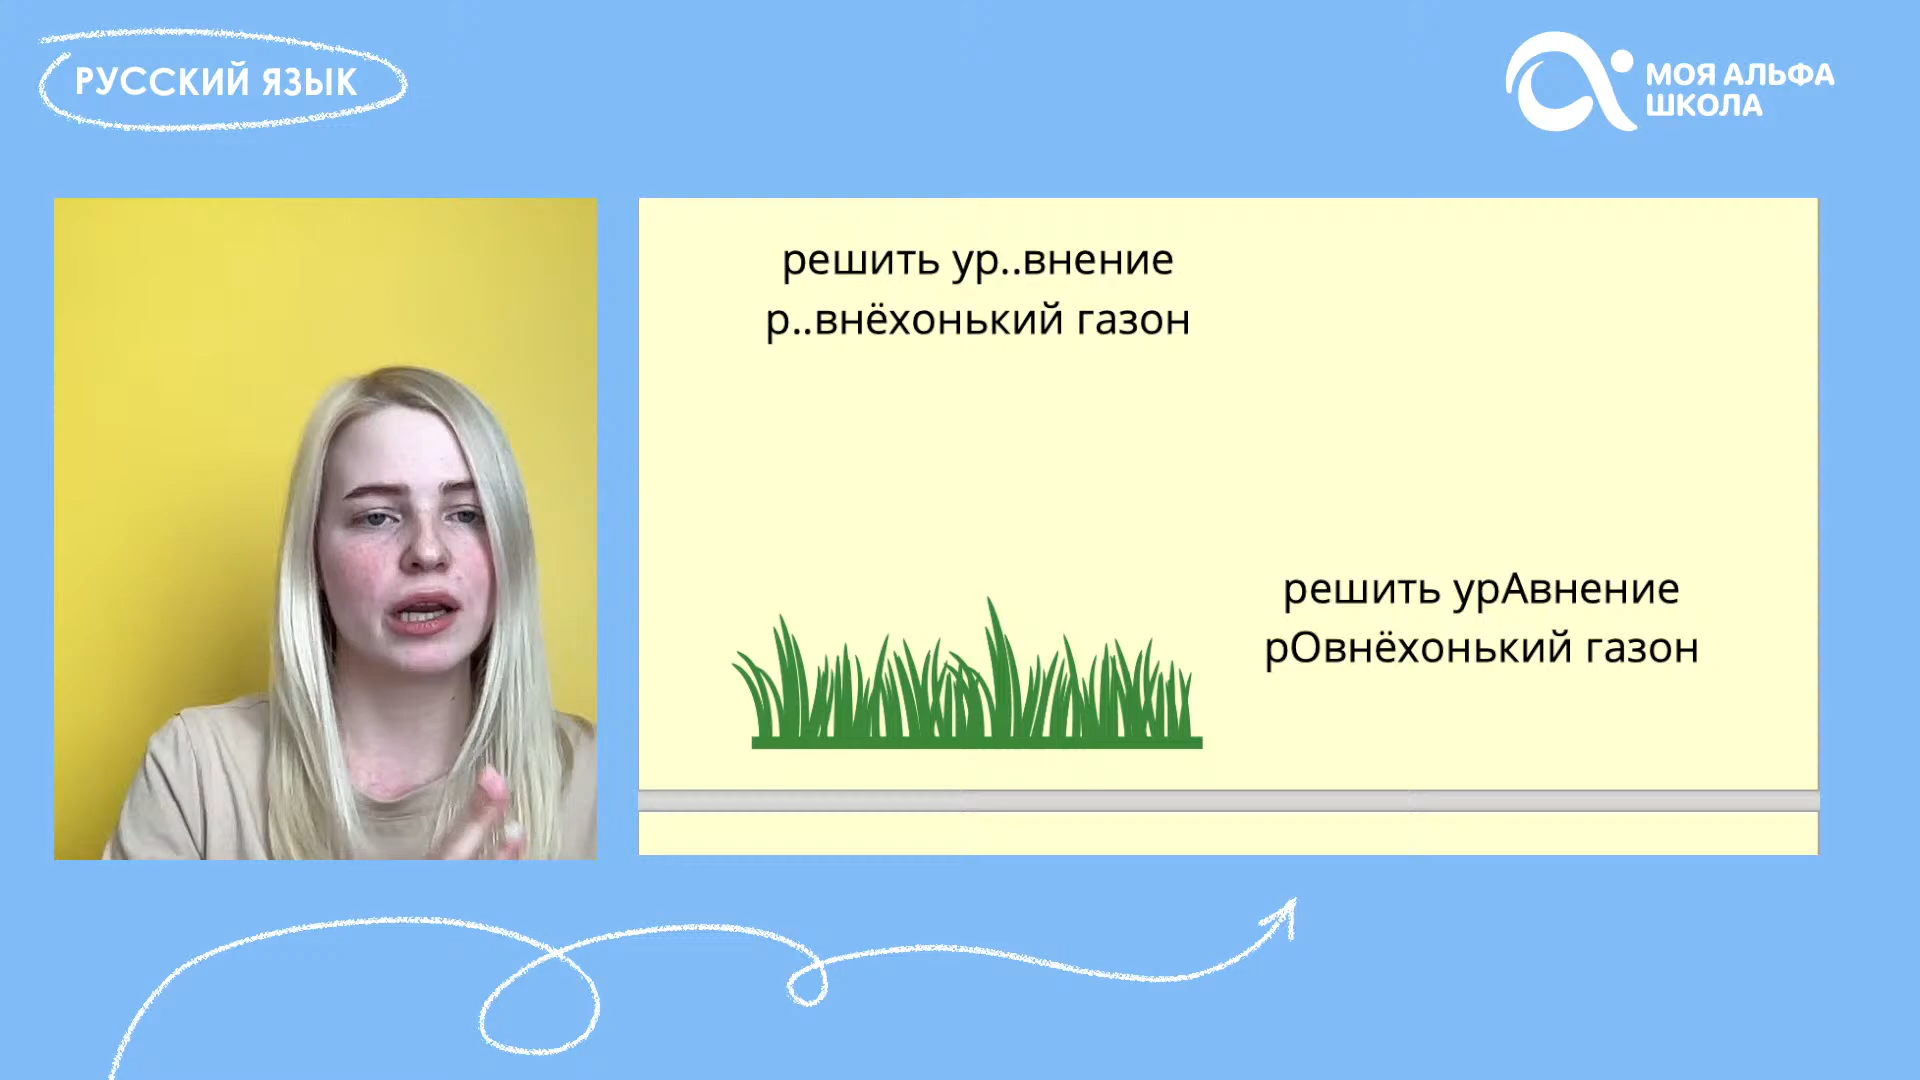 РУССКИЙ ЯЗЫК
МОЯ АЛЬФА
ШКОЛА
решить ур..внение
р..внёхонький газон
решить урАвнение
рОвнёхонький газон